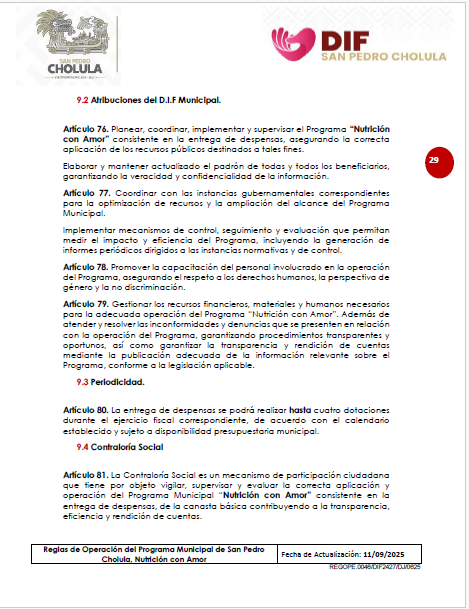 SAN PEDRO
CHOLULA
DIF
SAN PEDRO CHOLULA
9.2 Atribuciones del D.I.F Municipal.
Artículo 76. Planear, coordinar, implementar y supervisar el Programa "Nutrición
con Amor" consistente en la entrega de despensas, asegurando la correcta
aplicación de los recursos públicos destinados a tales fines.
29
Elaborar y mantener actualizado el padrón de todas y todos los beneficiarios,
garantizando la veracidad y confidencialidad de la información.
Artículo 77. Coordinar con las instancias gubernamentales correspondientes
para la optimización de recursos y la ampliación del alcance del Programa
Municipal.
Implementar mecanismos de control, seguimiento y evaluación que permitan
medir el impacto y eficiencia del Programa, incluyendo la generación de
informes periódicos dirigidos a las instancias normativas y de control.
Artículo 78. Promover la capacitación del personal involucrado en la operación
del Programa, asegurando el respeto a los derechos humanos, la perspectiva de
género y la no discriminación.
Artículo 79. Gestionar los recursos financieros, materiales y humanos necesarios
para la adecuada operación del Programa "Nutrición con Amor". Además de
atender y resolver las inconformidades y denuncias que se presenten en relación
con la operación del Programa, garantizando procedimientos transparentes y
oportunos, así como garantizar la transparencia y rendición de cuentas
mediante la publicación adecuada de la información relevante sobre el
Programa, conforme a la legislación aplicable.
9.3 Periodicidad.
Artículo 80. La entrega de despensas se podrá realizar hasta cuatro dotaciones
durante el ejercicio fiscal correspondiente, de acuerdo con el calendario
establecido y sujeto a disponibilidad presupuestaria municipal.
9.4 Contraloría Social
Artículo 81. La Contraloría Social es un mecanismo de participación ciudadana
que tiene por objeto vigilar, supervisar y evaluar la correcta aplicación y
operación del Programa Municipal "Nutrición con Amor" consistente en la
entrega de despensas, de la canasta básica contribuyendo a la transparencia,
eficiencia y rendición de cuentas.
Reglas de Operación del Programa Municipal de San Pedro
Cholula, Nutrición con Amor
Fecha de Actualización: 11/09/2025
REGOPE.0046/DIF2427/DJ/0625